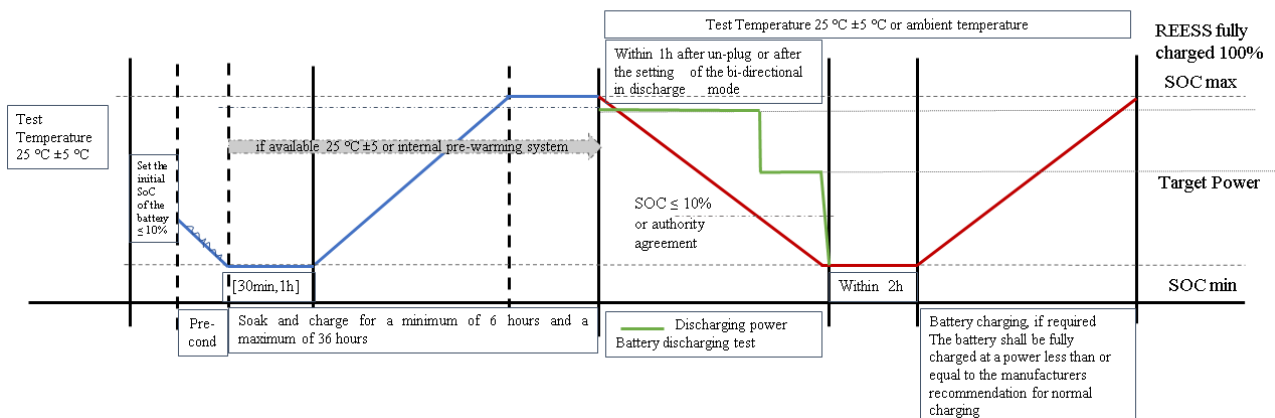 Test Temperature 25 °C ±5 °C or ambient temperature
REESS fully
charged 100%
Within 1h after un-plug or after
the setting of the bi-directional
in discharge mode
SOC max
Test
Temperature
25 °C ±5 °C
if available 25 °C ±5 or internal pre-warming system
Set the
initial
SoC
of the
battery
≤ 10%
Target Power
SOC ≤ 10%
or authority
agreement
[30min, 1h]
Within 2h
SOC min
Pre-
cond
Soak and charge for a minimum of 6 hours and a
maximum of 36 hours
Discharging power
Battery discharging test
Battery charging, if required
The battery shall be fully
charged at a power less than or
equal to the manufacturers
recommendation for normal
charging